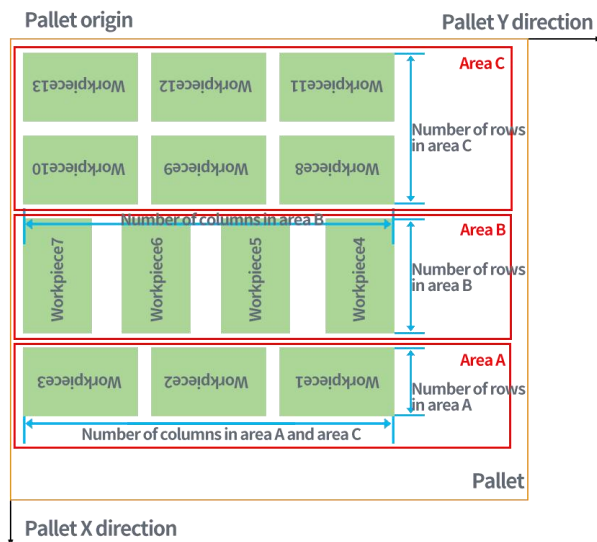 Pallet origin
Pallet Y direction
Area C
Workpiece13
Workpiece12
Workpiece11
Number of rows
in area C
Workpiece10
Workpiece9
Workpiece8
Number of columns in area B
Area B
Workpiece7
Workpiece6
Workpiece5
Workpiece4
Number of rows
in area B
Area A
Workpiece3
Workpiece2
Workpiece1
Number of rows
in area A
Number of columns in area A and area C
Pallet
Pallet X direction